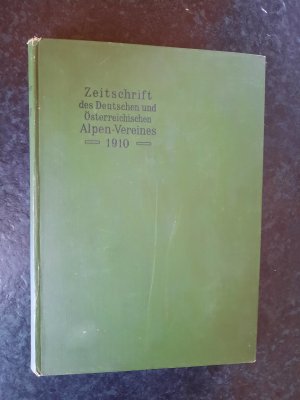 Zeitschrift
des Deutschen und
Österreichischen
Alpen-Vereines
1910